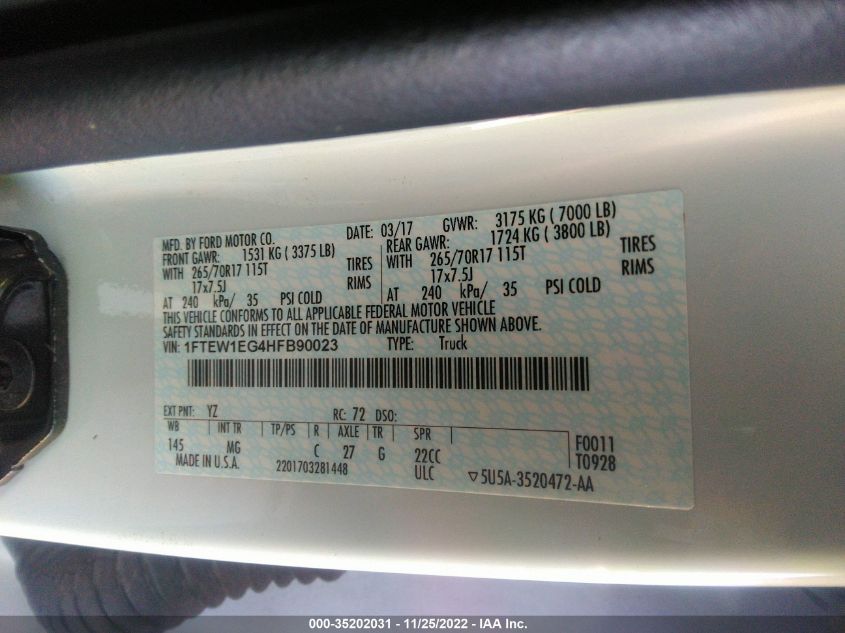 MFD. BY FORD MOTOR CO. DATE: 03/17 GVWR: 3175 KG ( 7000 LB)
FRONT GAWR: 1531 KG ( 3375 LB) REAR GAWR: 1724 KG ( 3800 LB)
WITH 265/70R17 115T TIRES WITH 265/70R17 115T TIRES
17x7.5J RIMS 17x7.5J RIMS
AT 240 kPa/ 35 PSI COLD AT 240 kPa/ 35 PSI COLD
THIS VEHICLE CONFORMS TO ALL APPLICABLE FEDERAL MOTOR VEHICLE
SAFETY STANDARDS IN EFFECT ON THE DATE OF MANUFACTURE SHOWN ABOVE.
VIN: 1FTEW1EG4HFB90023 TYPE: Truck
EXT PNT: YZ RC: 72 DSO:
WB INT TR TP/PS R AXLE TR SPR F0011
145 MG C 27 G 22CC T0928
MADE IN U.S.A. 2201703281448 ULC ▽5U5A-3520472-AA
000-35202031 - 11/25/2022 - IAA Inc.